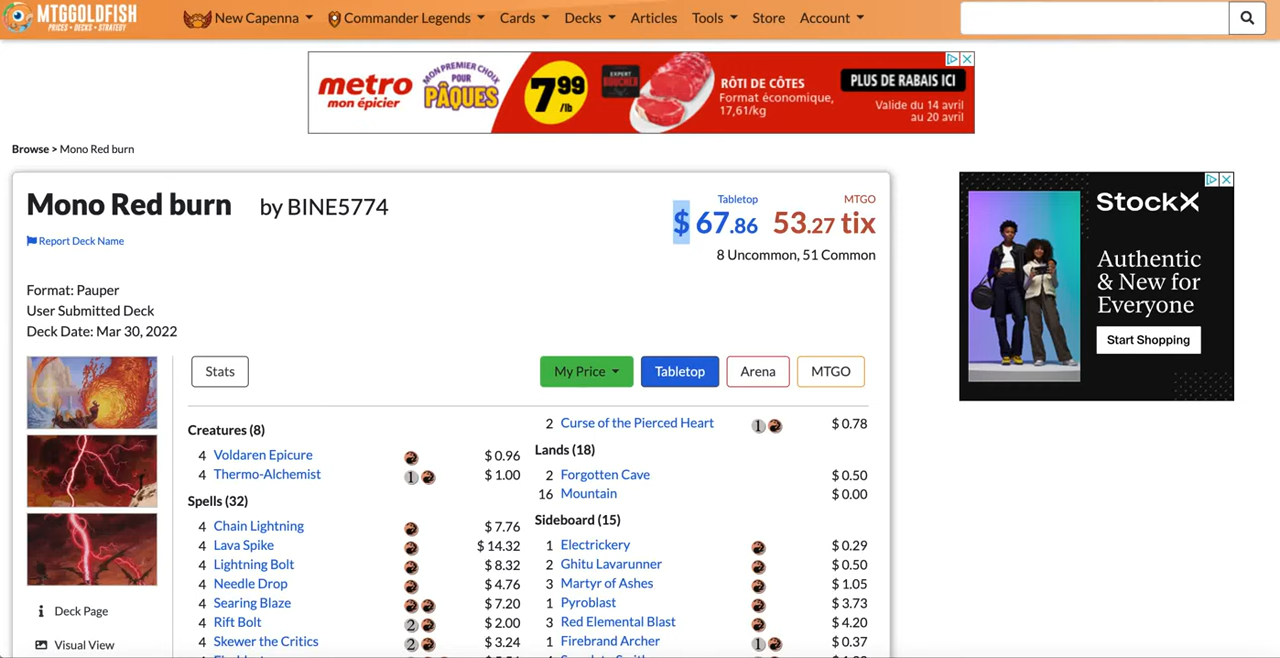 MTGGOLDFISH
PRICES • DECKS • STRATEGY
New Capenna
Commander Legends
Cards
Decks
Articles
Tools
Store
Account
metro
mon épicier
MON PREMIER CHOIX
POUR
PÂQUES
7 99
/lb
EXPERT
BOUCHER
RÔTI DE CÔTES
Format économique,
17,61/kg
PLUS DE RABAIS ICI
Valide du 14 avril
au 20 avril
Browse > Mono Red burn
Mono Red burn by BINE5774
Tabletop MTGO
$ 67.86 53.27 tix
8 Uncommon, 51 Common
Report Deck Name
Format: Pauper
User Submitted Deck
Deck Date: Mar 30, 2022
StockX
Authentic
& New for
Everyone
Start Shopping
Stats
My Price
Tabletop
Arena
MTGO
Creatures (8)
4 Voldaren Epicure $ 0.96
4 Thermo-Alchemist 1 $ 1.00
Spells (32)
4 Chain Lightning $ 7.76
4 Lava Spike $ 14.32
4 Lightning Bolt $ 8.32
4 Needle Drop $ 4.76
4 Searing Blaze $ 7.20
4 Rift Bolt 2 $ 2.00
4 Skewer the Critics 2 $ 3.24
2 Curse of the Pierced Heart 1 $ 0.78
Lands (18)
2 Forgotten Cave $ 0.50
16 Mountain $ 0.00
Sideboard (15)
1 Electrickery $ 0.29
2 Ghitu Lavarunner $ 0.50
3 Martyr of Ashes $ 1.05
1 Pyroblast $ 3.73
3 Red Elemental Blast $ 4.20
1 Firebrand Archer 1 $ 0.37
Deck Page
Visual View